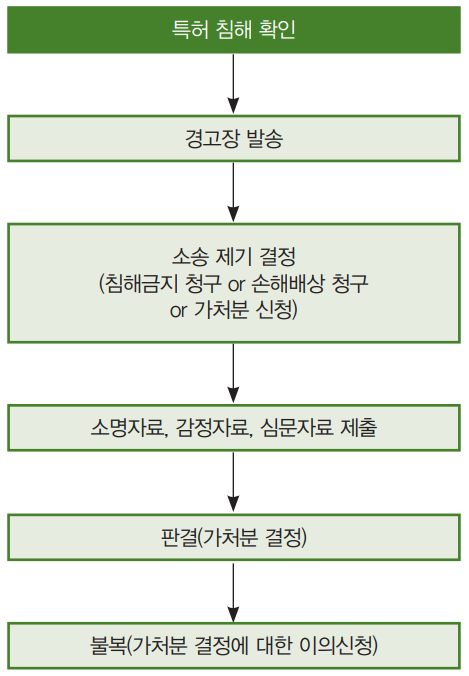 특허 침해 확인
경고장 발송
소송 제기 결정
(침해금지 청구 or 손해배상 청구
or 가처분 신청)
소명자료, 감정자료, 심문자료 제출
판결(가처분 결정)
불복(가처분 결정에 대한 이의신청)